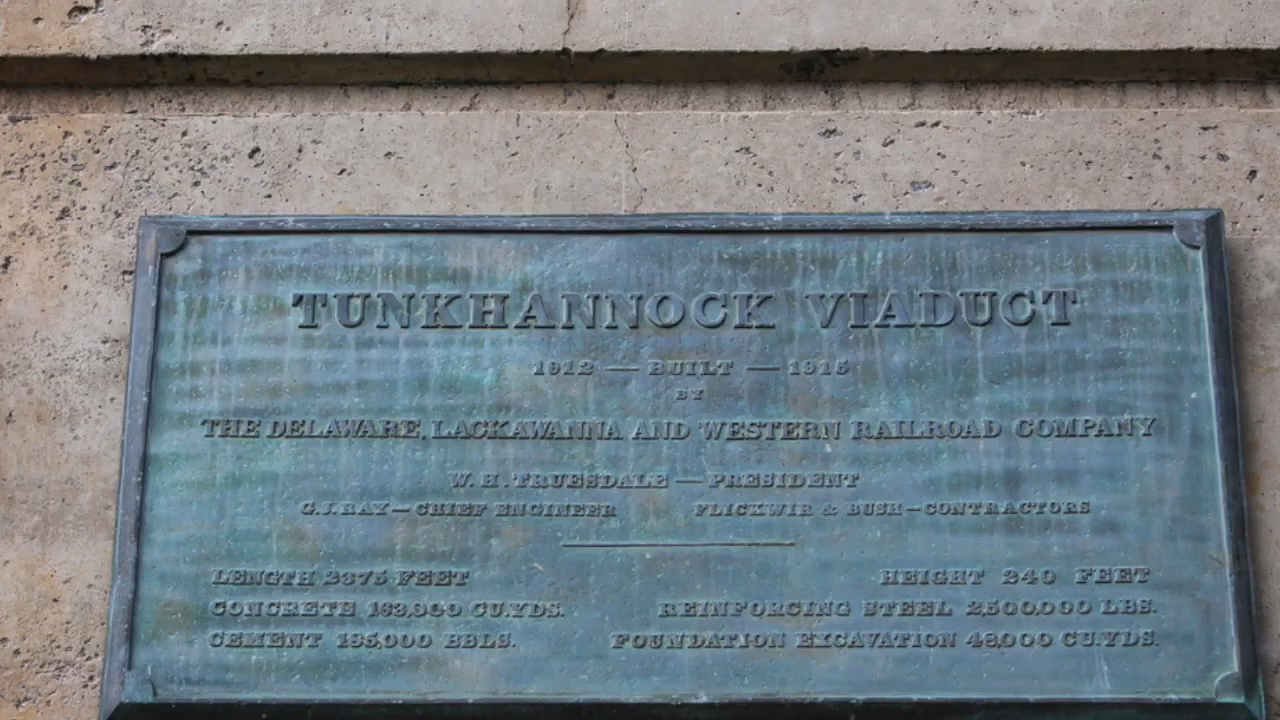 TUNKHANNOCK VIADUCT
1912 — BUILT — 1915
BY
THE DELAWARE, LACKAWANNA AND WESTERN RAILROAD COMPANY
W. H. TRUESDALE — PRESIDENT
G. J. RAY — CHIEF ENGINEER FLICKWIR & BUSH — CONTRACTORS
LENGTH 2375 FEET HEIGHT 240 FEET
CONCRETE 163,000 CU. YDS. REINFORCING STEEL 2,500,000 LBS.
CEMENT 135,000 BBLS. FOUNDATION EXCAVATION 42,000 CU. YDS.